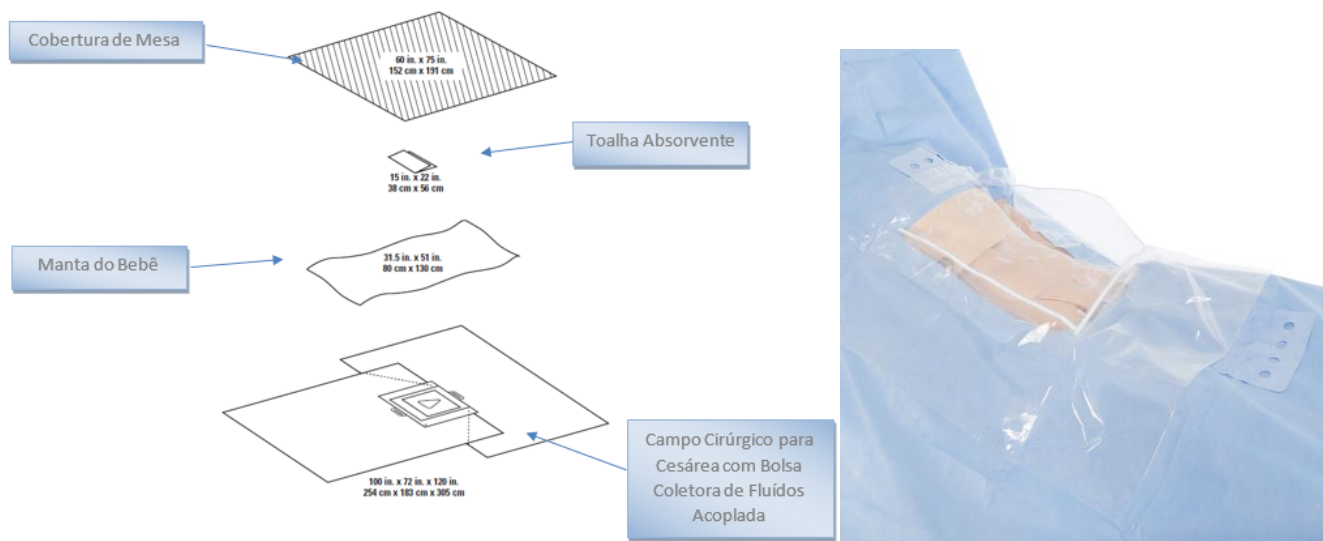 Cobertura de Mesa
60 in. x 75 in.
152 cm x 191 cm
Toalha Absorvente
15 in. x 22 in.
38 cm x 56 cm
Manta do Bebê
31.5 in. x 51 in.
80 cm x 130 cm
Campo Cirúrgico para
Cesárea com Bolsa
Coletora de Fluídos
Acoplada
100 in. x 72 in. x 120 in.
254 cm x 183 cm x 305 cm